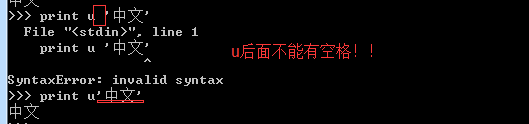 中文
>>> print u '中文'
  File "<stdin>", line 1
    print u '中文'
                 ^
u后面不能有空格！！
SyntaxError: invalid syntax
>>> print u'中文'
中文
>>>